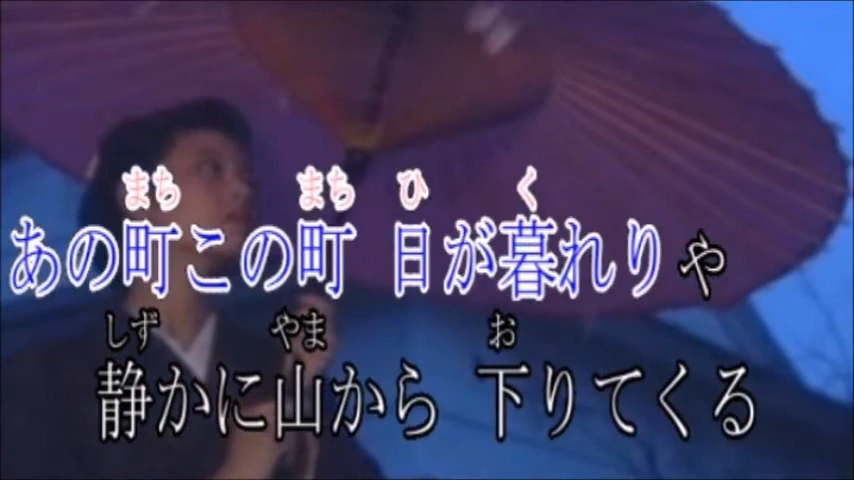 まち まち ひ く
あの町この町 日が暮れりゃ
しず やま お
静かに山から 下りてくる